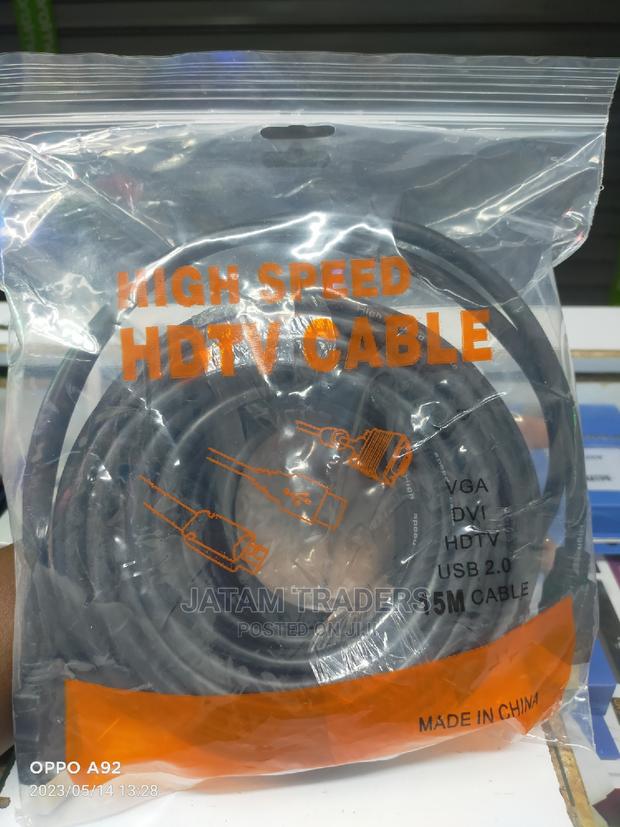 HIGH SPEED
HDTV CABLE
VGA
DVI
HDTV
USB 2.0
15M CABLE
JATAM TRADERS
POSTED ON JIJI
MADE IN CHINA
OPPO A92
2023/05/14 13:28